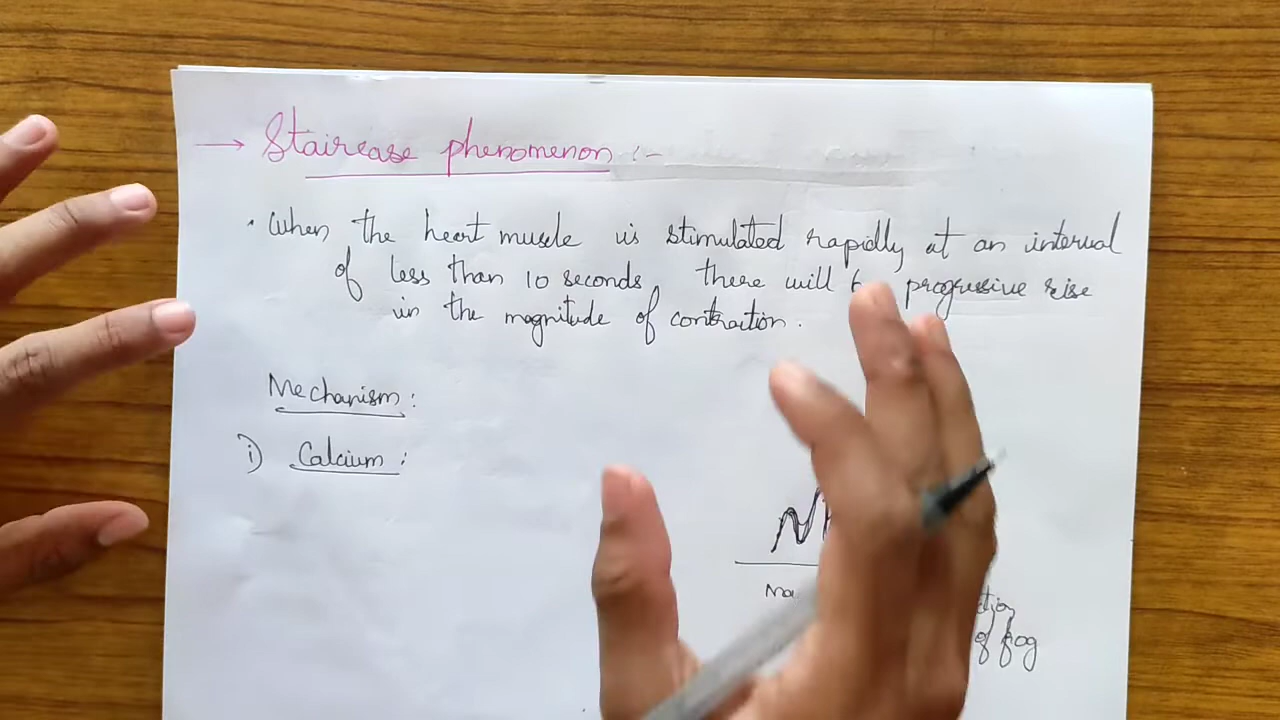 → Staircase phenomenon :-
· When the heart muscle is stimulated rapidly at an interval
of less than 10 seconds, there will progressive rise
in the magnitude of contraction.
Mechanism:
i) Calcium:
of frog